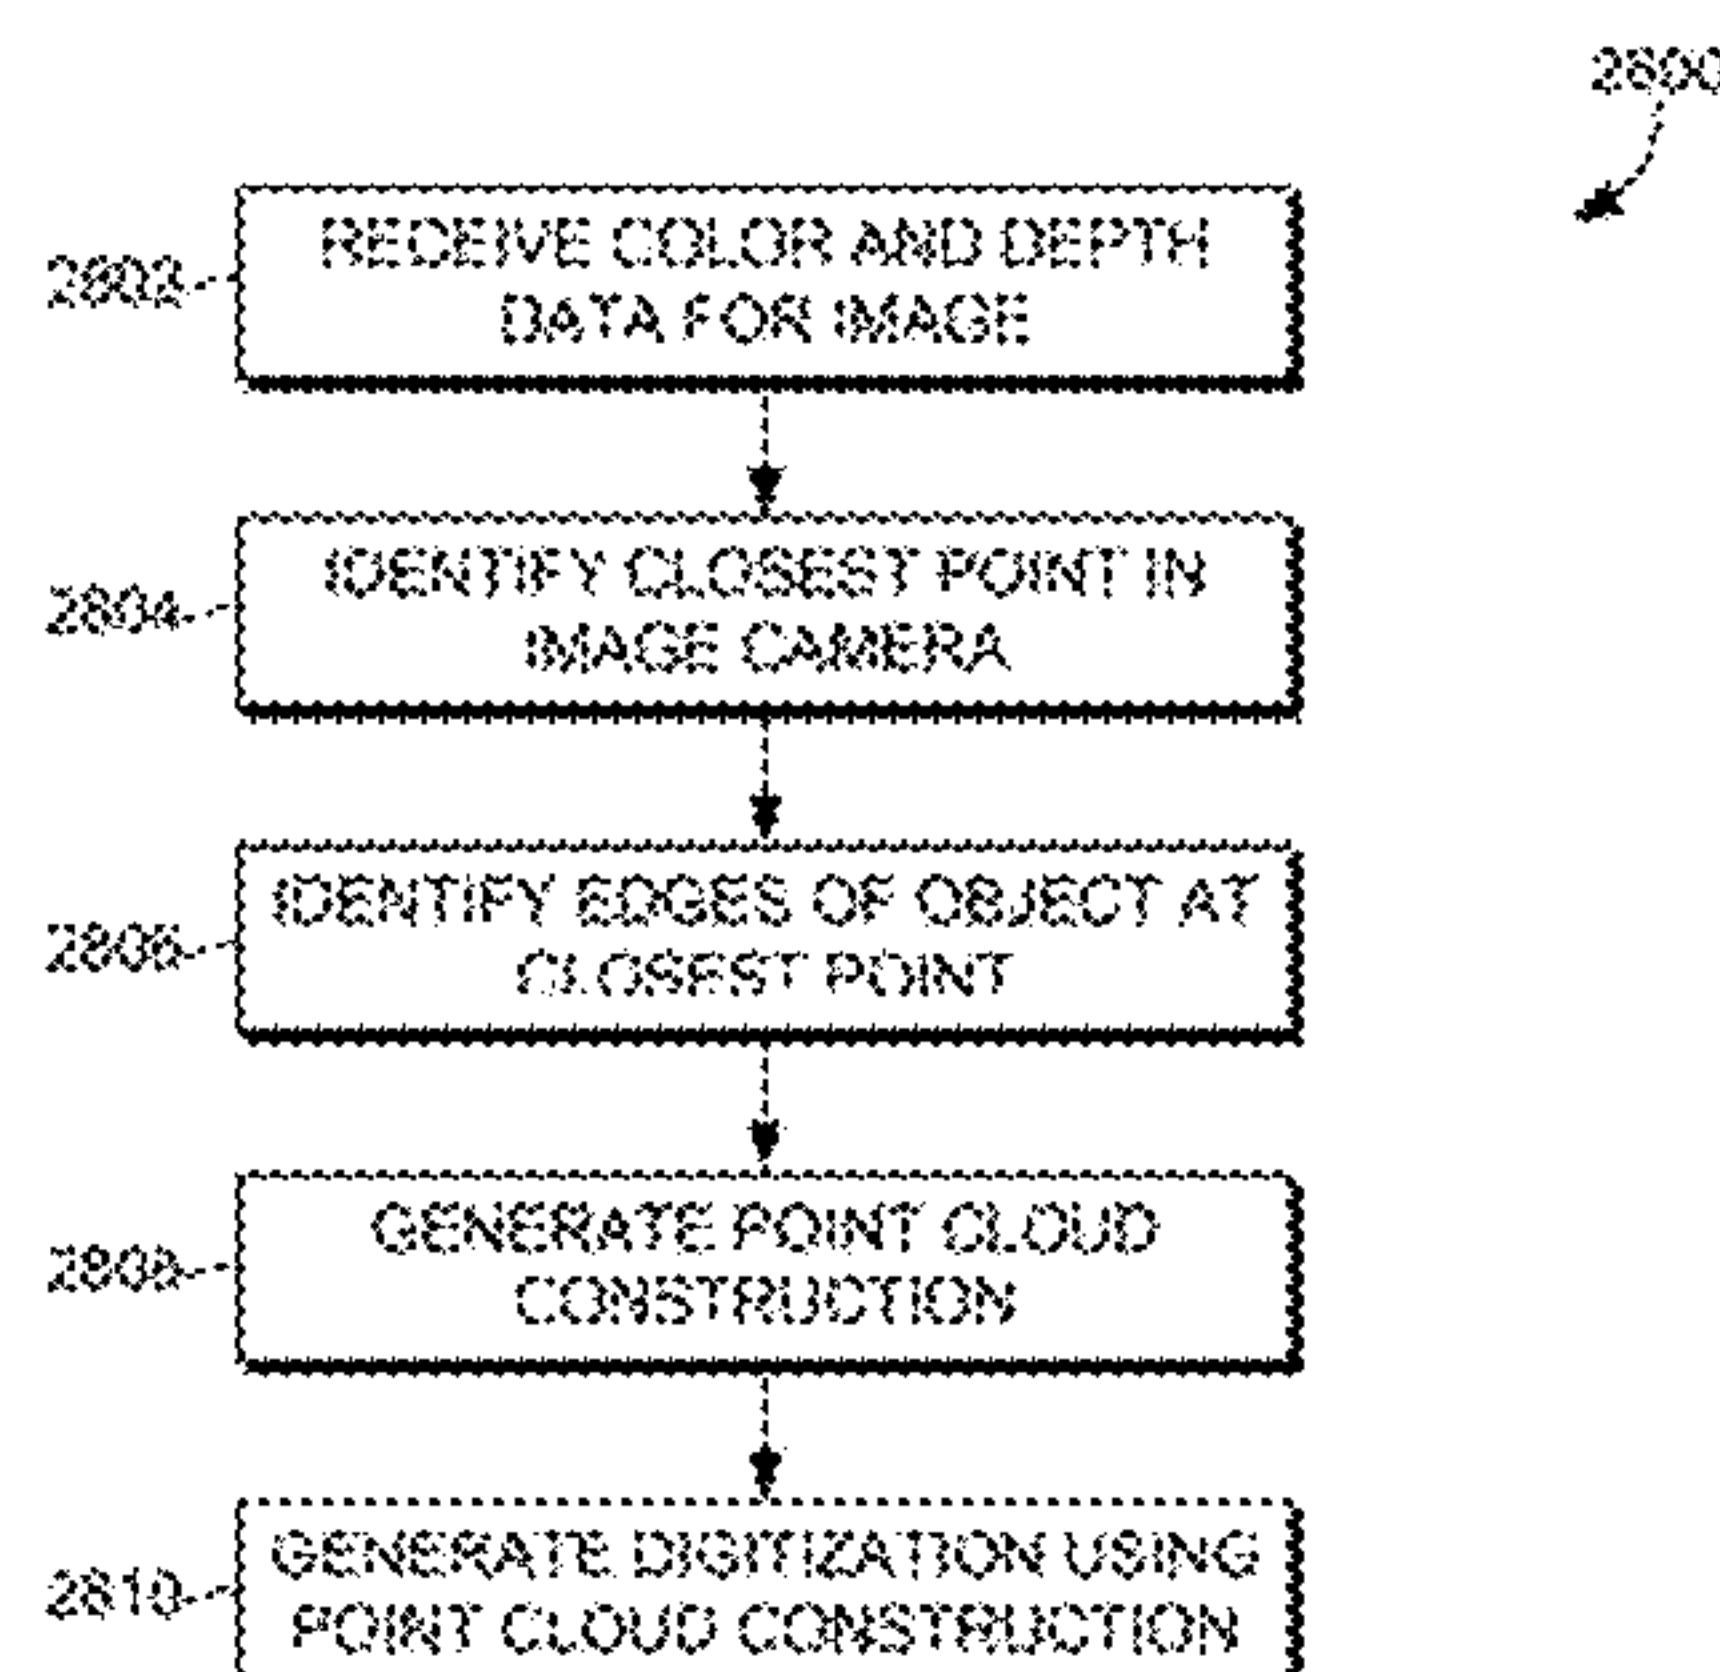 2800
2802
RECEIVE COLOR AND DEPTH
DATA FOR IMAGE
2804
IDENTIFY CLOSEST POINT IN
IMAGE CAMERA
2806
IDENTIFY EDGES OF OBJECT AT
CLOSEST POINT
2808
GENERATE POINT CLOUD
CONSTRUCTION
2810
GENERATE DIGITIZATION USING
POINT CLOUD CONSTRUCTION